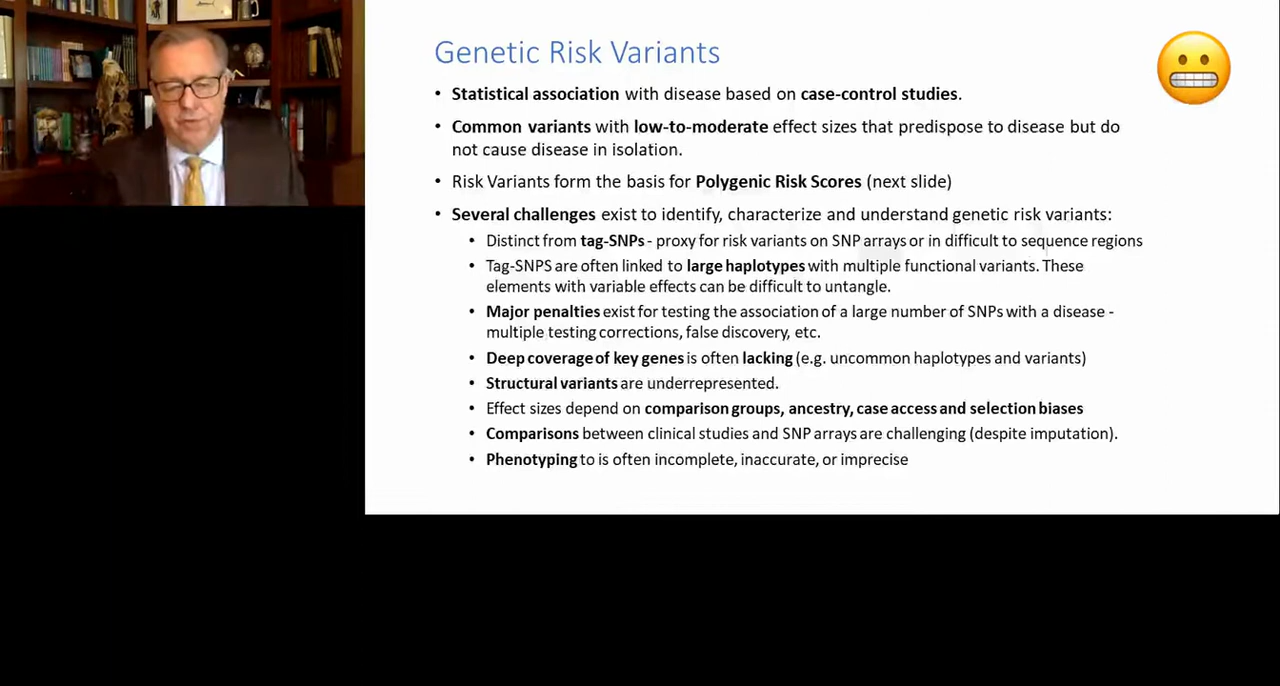 Genetic Risk Variants
• Statistical association with disease based on case-control studies.
• Common variants with low-to-moderate effect sizes that predispose to disease but do
not cause disease in isolation.
• Risk Variants form the basis for Polygenic Risk Scores (next slide)
• Several challenges exist to identify, characterize and understand genetic risk variants:
• Distinct from tag-SNPs - proxy for risk variants on SNP arrays or in difficult to sequence regions
• Tag-SNPS are often linked to large haplotypes with multiple functional variants. These
elements with variable effects can be difficult to untangle.
• Major penalties exist for testing the association of a large number of SNPs with a disease -
multiple testing corrections, false discovery, etc.
• Deep coverage of key genes is often lacking (e.g. uncommon haplotypes and variants)
• Structural variants are underrepresented.
• Effect sizes depend on comparison groups, ancestry, case access and selection biases
• Comparisons between clinical studies and SNP arrays are challenging (despite imputation).
• Phenotyping to is often incomplete, inaccurate, or imprecise